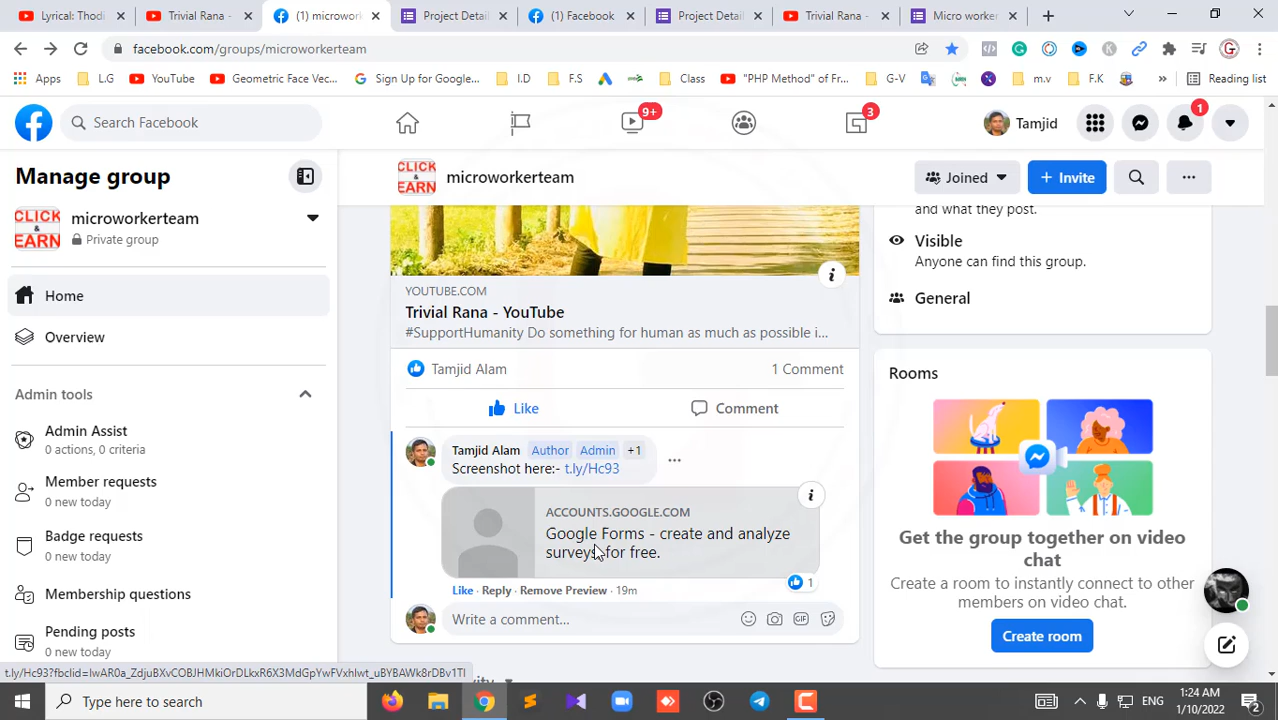 Lyrical: Thodi
Trivial Rana -
(1) microwork
Project Detail
(1) Facebook
Project Detail
Trivial Rana -
Micro worker
facebook.com/groups/microworkerteam
Apps
L.G
YouTube
Geometric Face Vec...
Sign Up for Google...
I.D
F.S
Class
"PHP Method" of Fr...
G-V
m.v
F.K
»
Reading list
Search Facebook
9+
3
Tamjid
1
Manage group
CLICK
&
EARN
microworkerteam
Joined
+ Invite
CLICK
&
EARN
microworkerteam
Private group
Home
Overview
Admin tools
Admin Assist
0 actions, 0 criteria
Member requests
0 new today
Badge requests
0 new today
Membership questions
Pending posts
0 new today
YOUTUBE.COM
Trivial Rana - YouTube
#SupportHumanity Do something for human as much as possible i...
Tamjid Alam
1 Comment
Like
Comment
Tamjid Alam Author Admin +1
Screenshot here:- t.ly/Hc93
ACCOUNTS.GOOGLE.COM
Google Forms - create and analyze
surveys for free.
Like · Reply · Remove Preview · 19m
1
Write a comment...
GIF
and what they post.
Visible
Anyone can find this group.
General
Rooms
Get the group together on video
chat
Create a room to instantly connect to other
members on video chat.
Create room
Type here to search
ENG
1:24 AM
1/10/2022
2